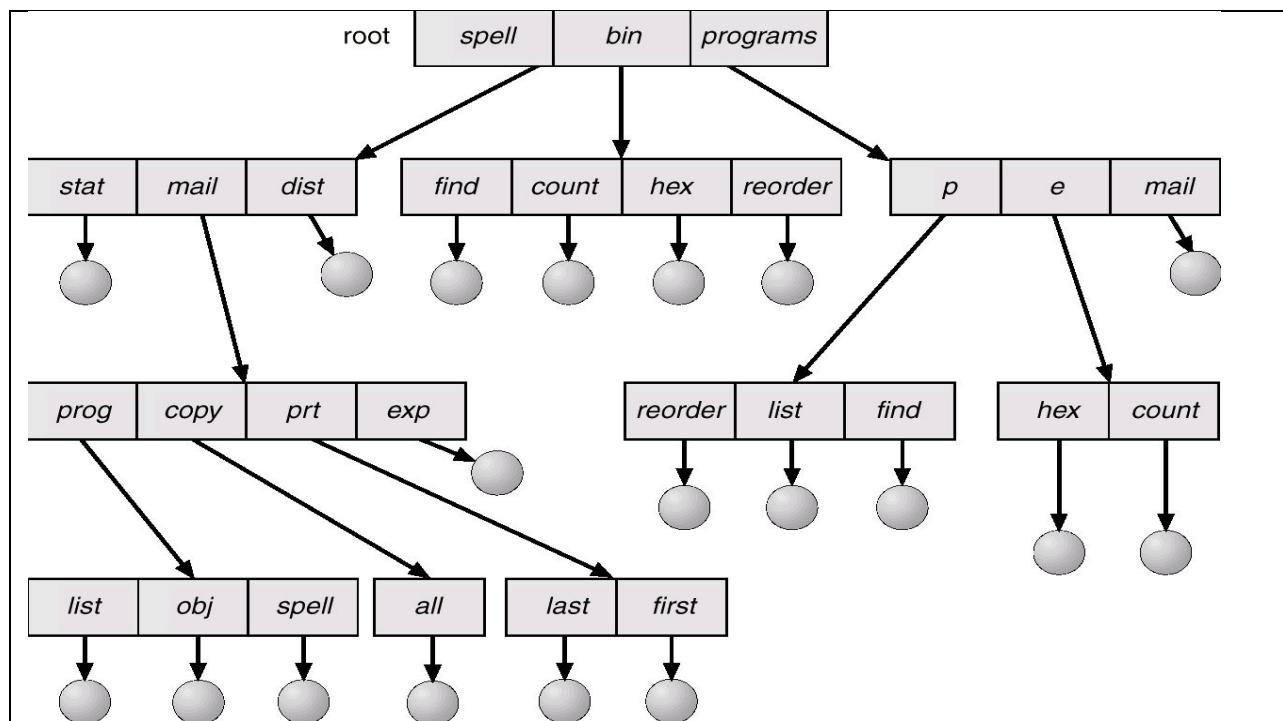 root spell bin programs
stat mail dist find count hex reorder p e mail
prog copy prt exp reorder list find hex count
list obj spell all last first